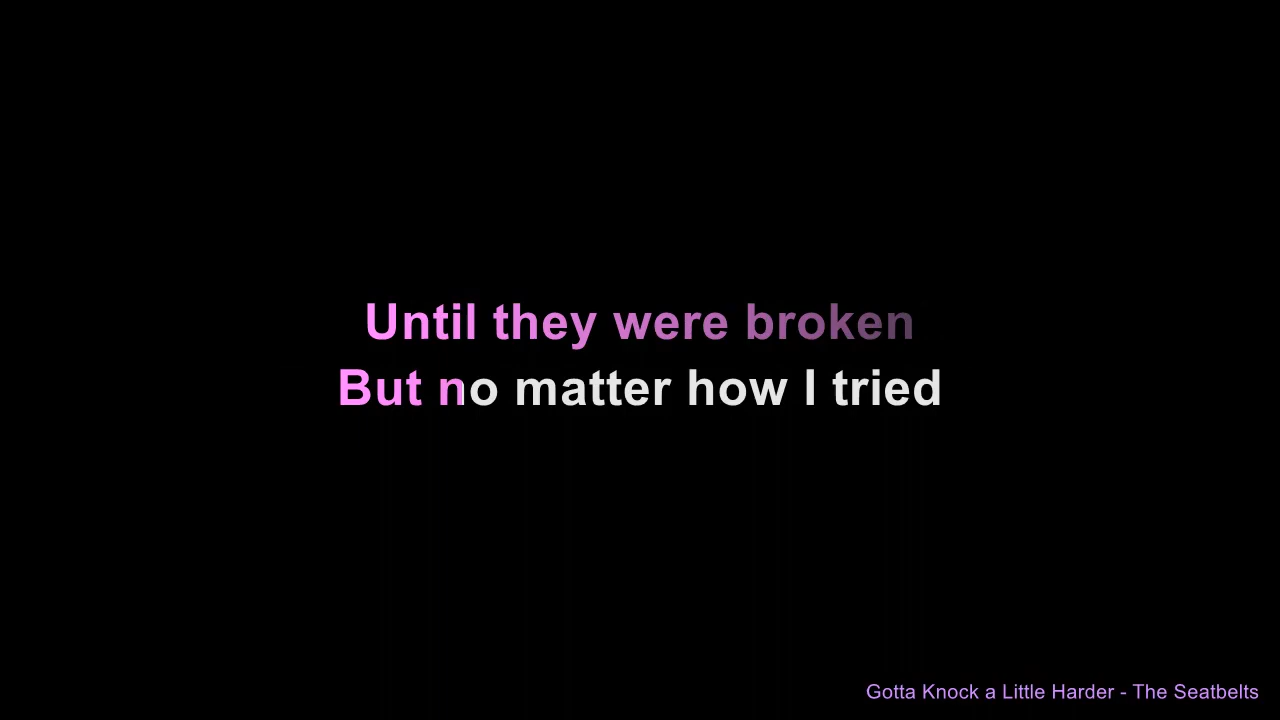 Until they were broken
But no matter how I tried
Gotta Knock a Little Harder - The Seatbelts